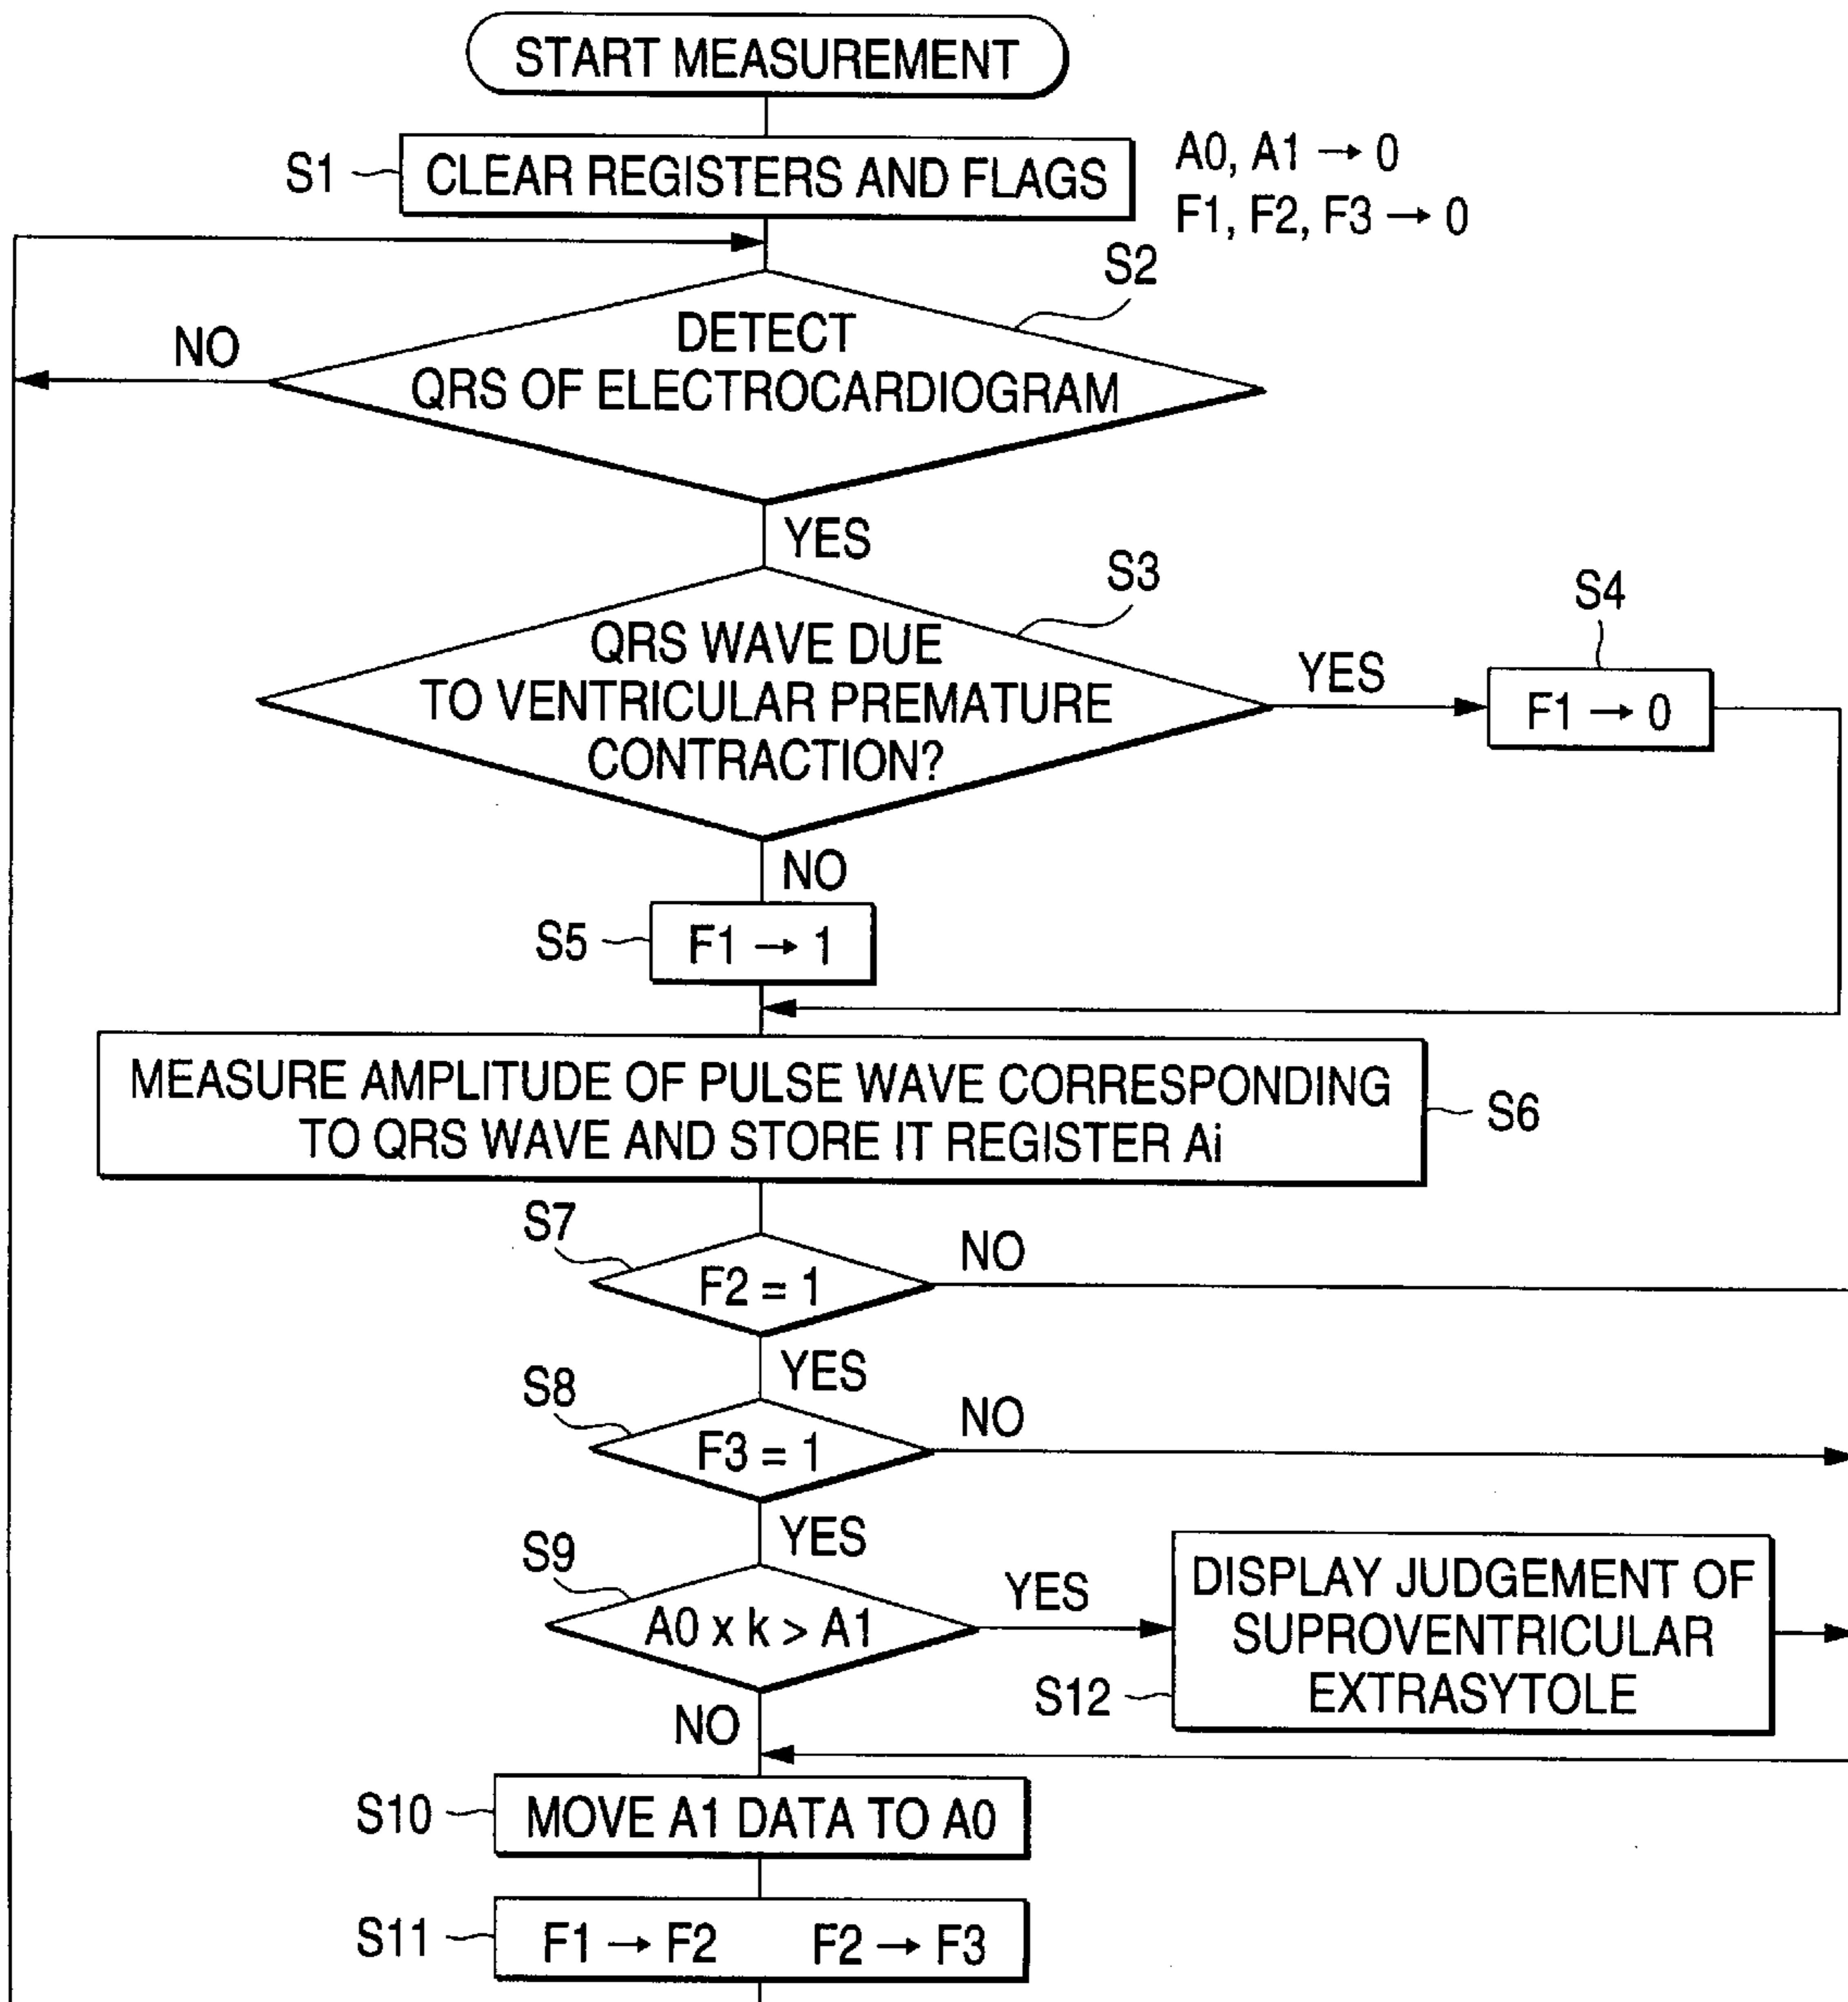 START MEASUREMENT
S1
CLEAR REGISTERS AND FLAGS
A0, A1 → 0
F1, F2, F3 → 0
S2
DETECT
QRS OF ELECTROCARDIOGRAM
NO
YES
S3
QRS WAVE DUE
TO VENTRICULAR PREMATURE
CONTRACTION?
YES
S4
F1 → 0
NO
S5
F1 → 1
MEASURE AMPLITUDE OF PULSE WAVE CORRESPONDING
TO QRS WAVE AND STORE IT REGISTER Ai
S6
S7
F2 = 1
NO
YES
S8
F3 = 1
NO
YES
S9
A0 x k > A1
YES
DISPLAY JUDGEMENT OF
SUPROVENTRICULAR
EXTRASYTOLE
S12
NO
S10
MOVE A1 DATA TO A0
S11
F1 → F2 F2 → F3